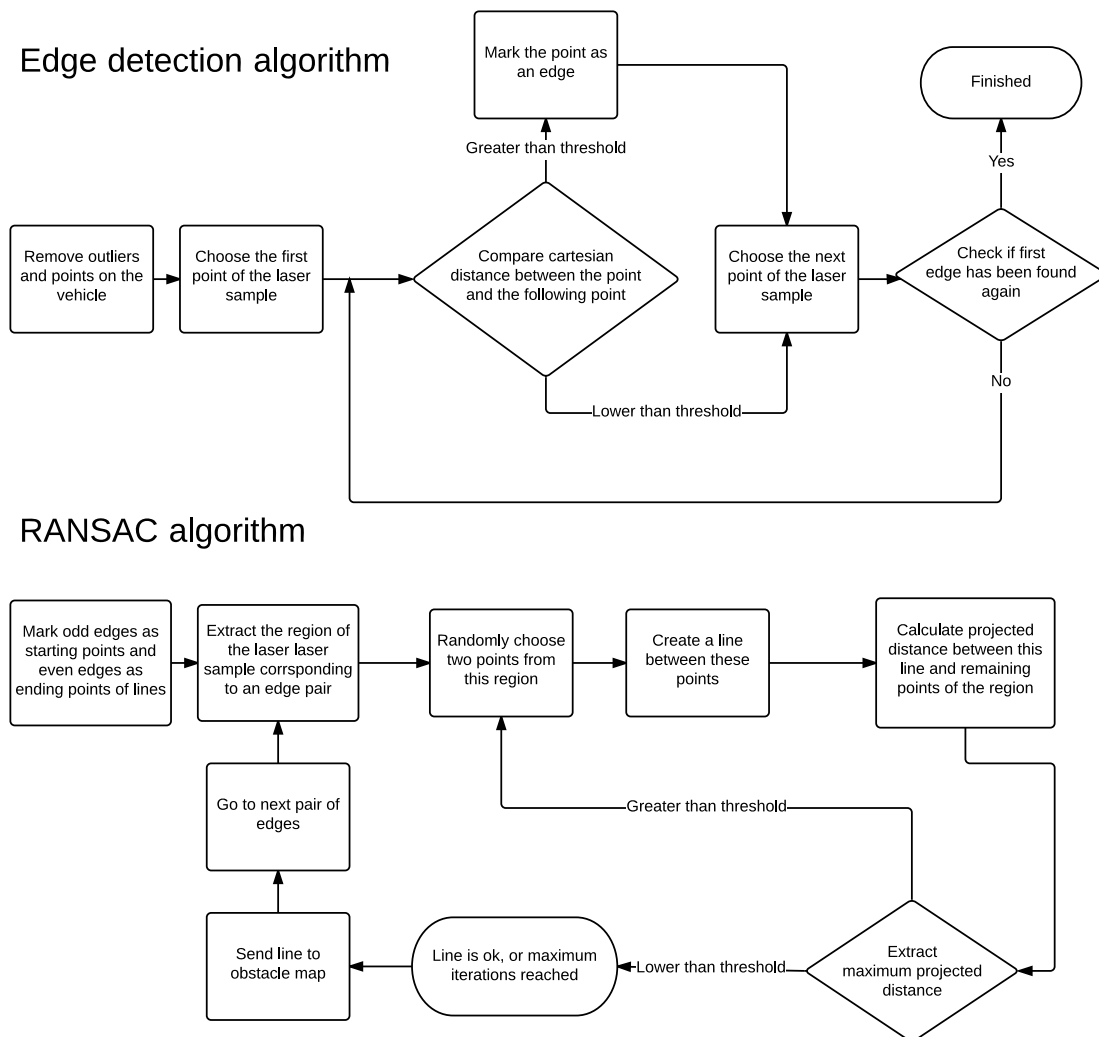 Edge detection algorithm
Mark the point as
an edge
Finished
Greater than threshold
Yes
Remove outliers
and points on the
vehicle
Choose the first
point of the laser
sample
Compare cartesian
distance between the point
and the following point
Choose the next
point of the laser
sample
Check if first
edge has been found
again
Lower than threshold
No
RANSAC algorithm
Mark odd edges as
starting points and
even edges as
ending points of lines
Extract the region of
the laser laser
sample corrsponding
to an edge pair
Randomly choose
two points from
this region
Create a line
between these
points
Calculate projected
distance between this
line and remaining
points of the region
Go to next pair of
edges
Greater than threshold
Send line to
obstacle map
Line is ok, or maximum
iterations reached
Lower than threshold
Extract
maximum projected
distance